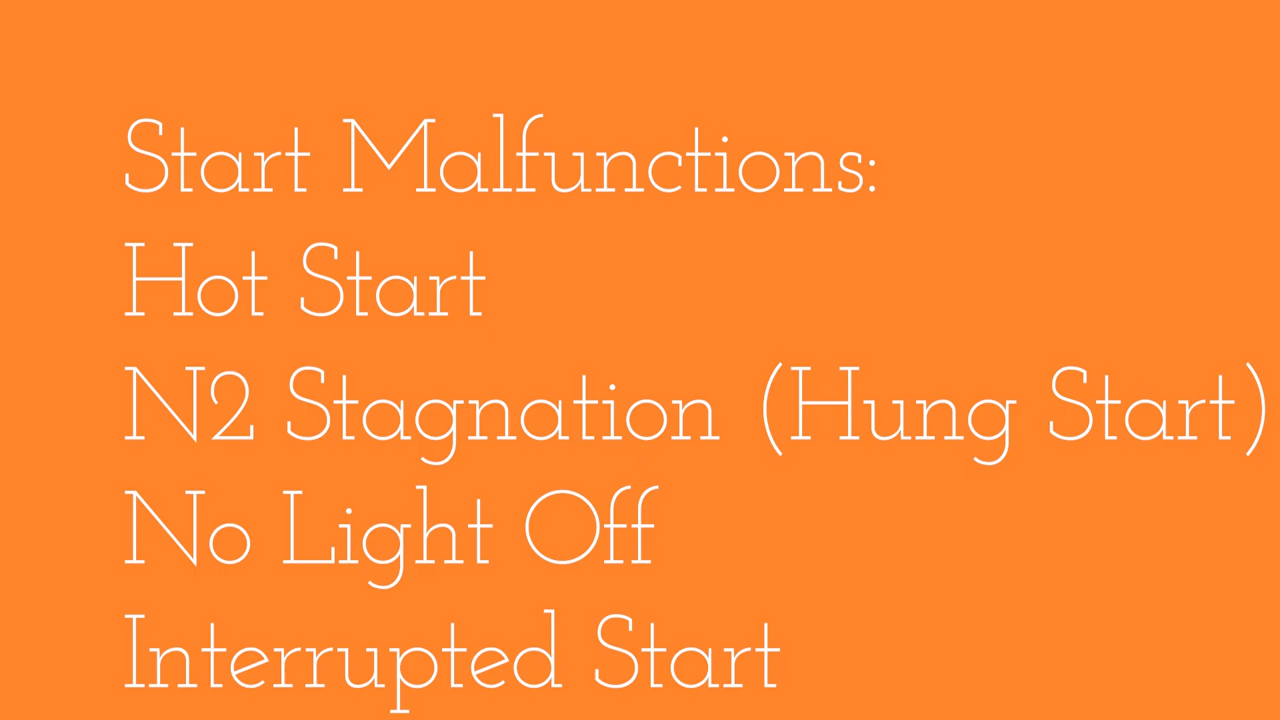 Start Malfunctions:
Hot Start
N2 Stagnation (Hung Start)
No Light Off
Interrupted Start